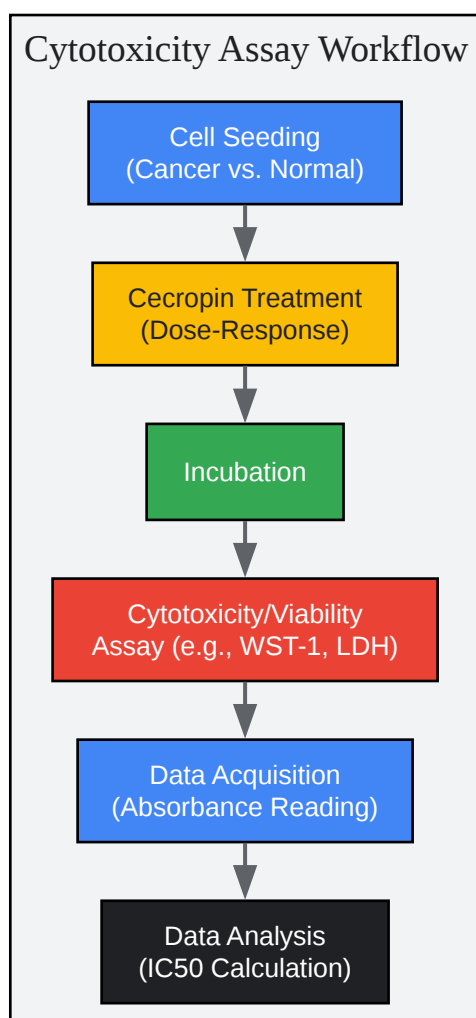 Cytotoxicity Assay Workflow
Cell Seeding
(Cancer vs. Normal)
Cecropin Treatment
(Dose-Response)
Incubation
Cytotoxicity/Viability
Assay (e.g., WST-1, LDH)
Data Acquisition
(Absorbance Reading)
Data Analysis
(IC50 Calculation)